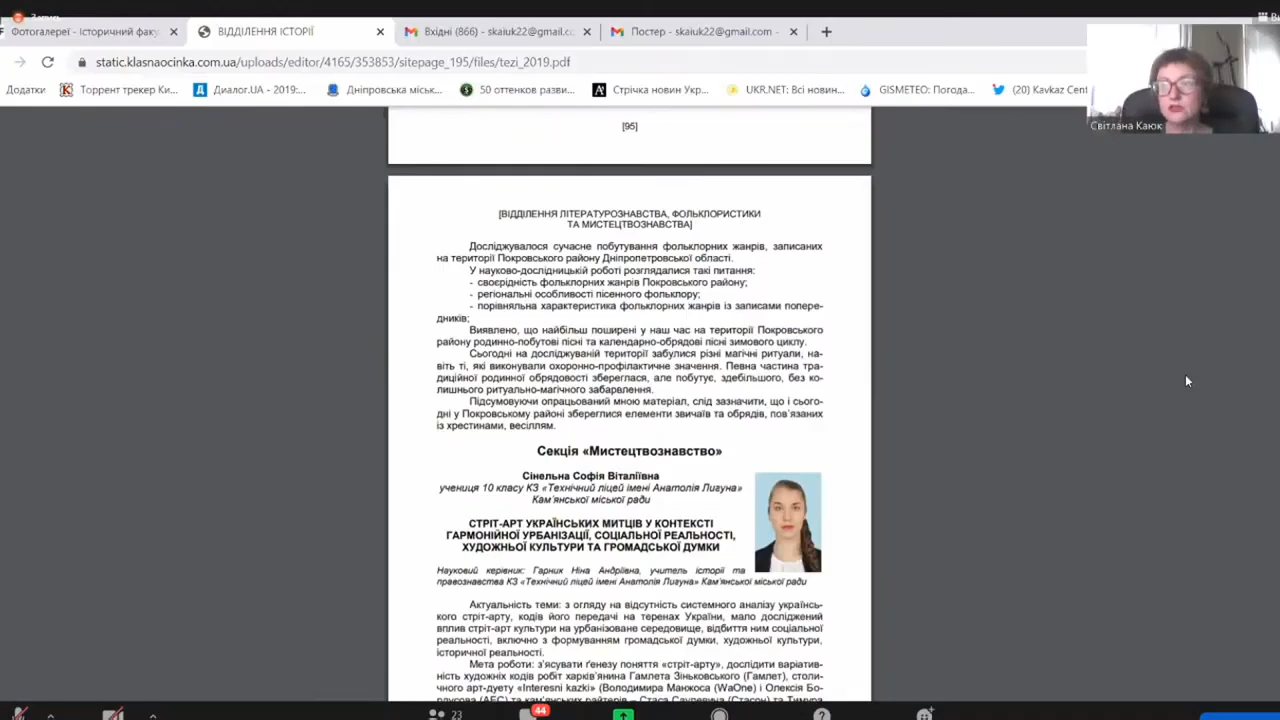 Запись
Фотогалереї - Історичний факу
ВІДДІЛЕННЯ ІСТОРІЇ
Вхідні (866) - skaiuk22@gmail.co
Постер - skaiuk22@gmail.com -
static.klasnaocinka.com.ua/uploads/editor/4165/353853/sitepage_195/files/tezi_2019.pdf
Додатки
Торрент трекер Ки...
Диалог.UA - 2019:...
Дніпровська міськ...
50 оттенков разви...
Стрічка новин Укр...
UKR.NET: Всі новин...
GISMETEO: Погода...
(20) Kavkaz Cent
Світлана Каюк
[95]
[ВІДДІЛЕННЯ ЛІТЕРАТУРОЗНАВСТВА, ФОЛЬКЛОРИСТИКИ
ТА МИСТЕЦТВОЗНАВСТВА]
Досліджувалося сучасне побутування фольклорних жанрів, записаних
на території Покровського району Дніпропетровської області.
У науково-дослідницькій роботі розглядалися такі питання:
- своєрідність фольклорних жанрів Покровського району;
- регіональні особливості пісенного фольклору;
- порівняльна характеристика фольклорних жанрів із записами попере-
дників;
Виявлено, що найбільш поширені у наш час на території Покровського
району родинно-побутові пісні та календарно-обрядові пісні зимового циклу.
Сьогодні на досліджуваній території забулися різні магічні ритуали, на-
віть ті, які виконували охоронно-профілактичне значення. Певна частина тра-
диційної родинної обрядовості збереглася, але побутує, здебільшого, без ко-
лишнього ритуально-магічного забарвлення.
Підсумовуючи опрацьований мною матеріал, слід зазначити, що і сього-
дні у Покровському районі збереглися елементи звичаїв та обрядів, пов'язаних
із хрестинами, весіллям.
Секція «Мистецтвознавство»
Сінельна Софія Віталіївна
учениця 10 класу КЗ «Технічний ліцей імені Анатолія Лигуна»
Кам'янської міської ради
СТРІТ-АРТ УКРАЇНСЬКИХ МИТЦІВ У КОНТЕКСТІ
ГАРМОНІЙНОЇ УРБАНІЗАЦІЇ, СОЦІАЛЬНОЇ РЕАЛЬНОСТІ,
ХУДОЖНЬОЇ КУЛЬТУРИ ТА ГРОМАДСЬКОЇ ДУМКИ
Науковий керівник: Гарник Ніна Андріївна, учитель історії та
правознавства КЗ «Технічний ліцей імені Анатолія Лигуна» Кам'янської міської ради
Актуальність теми: з огляду на відсутність системного аналізу українсь-
кого стріт-арту, кодів його передачі на теренах України, мало досліджений
вплив стріт-арт культури на урбанізоване середовище, відбиття ним соціальної
реальності, включно з формуванням громадської думки, художньої культури,
історичної реальності.
Мета роботи: з'ясувати ґенезу поняття «стріт-арту», дослідити варіатив-
ність художніх кодів робіт харків'янина Гамлета Зіньковського (Гамлет), столи-
чного арт-дуету «Interesni kazki» (Володимира Манжоса (WaOne) і Олексія Бо-
рдусова (АЕС) та кам'янських райтерів – Стаса Сауревича (Стасон) та Тимура
23
44